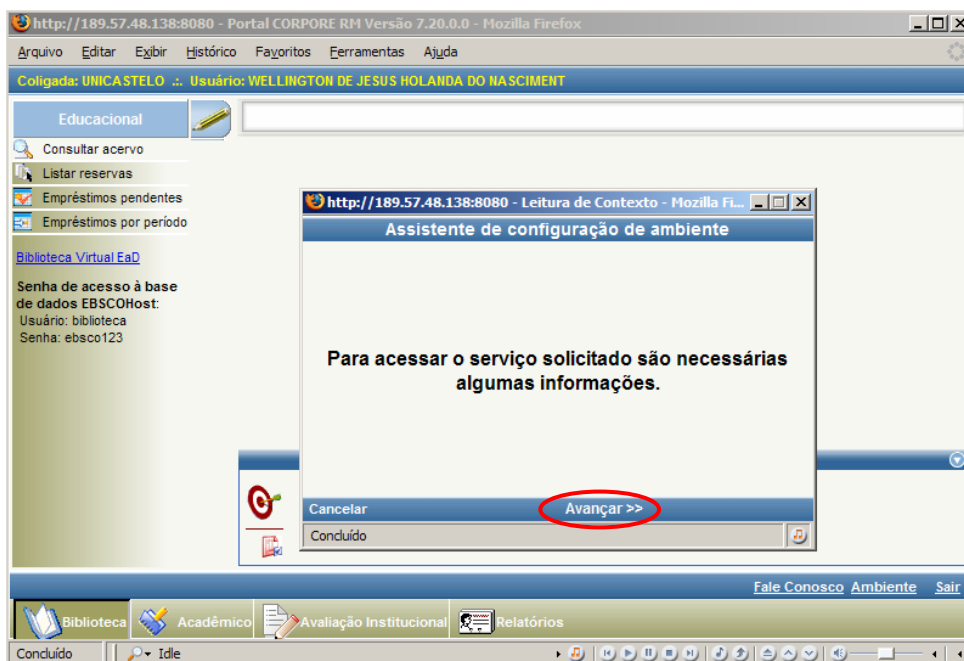 http://189.57.48.138:8080 - Portal CORPORE RM Versão 7.20.0.0 - Mozilla Firefox
Arquivo Editar Exibir Histórico Favoritos Ferramentas Ajuda
Coligada: UNICASTELO .:. Usuário: WELLINGTON DE JESUS HOLANDA DO NASCIMENT
Educacional
Consultar acervo
Listar reservas
Empréstimos pendentes
Empréstimos por período
Biblioteca Virtual EaD
Senha de acesso à base
de dados EBSCOHost:
Usuário: biblioteca
Senha: ebsco123
http://189.57.48.138:8080 - Leitura de Contexto - Mozilla Fi...
Assistente de configuração de ambiente
Para acessar o serviço solicitado são necessárias
algumas informações.
Cancelar Avançar >>
Concluído
Fale Conosco Ambiente Sair
Biblioteca Acadêmico Avaliação Institucional Relatórios
Concluído Idle